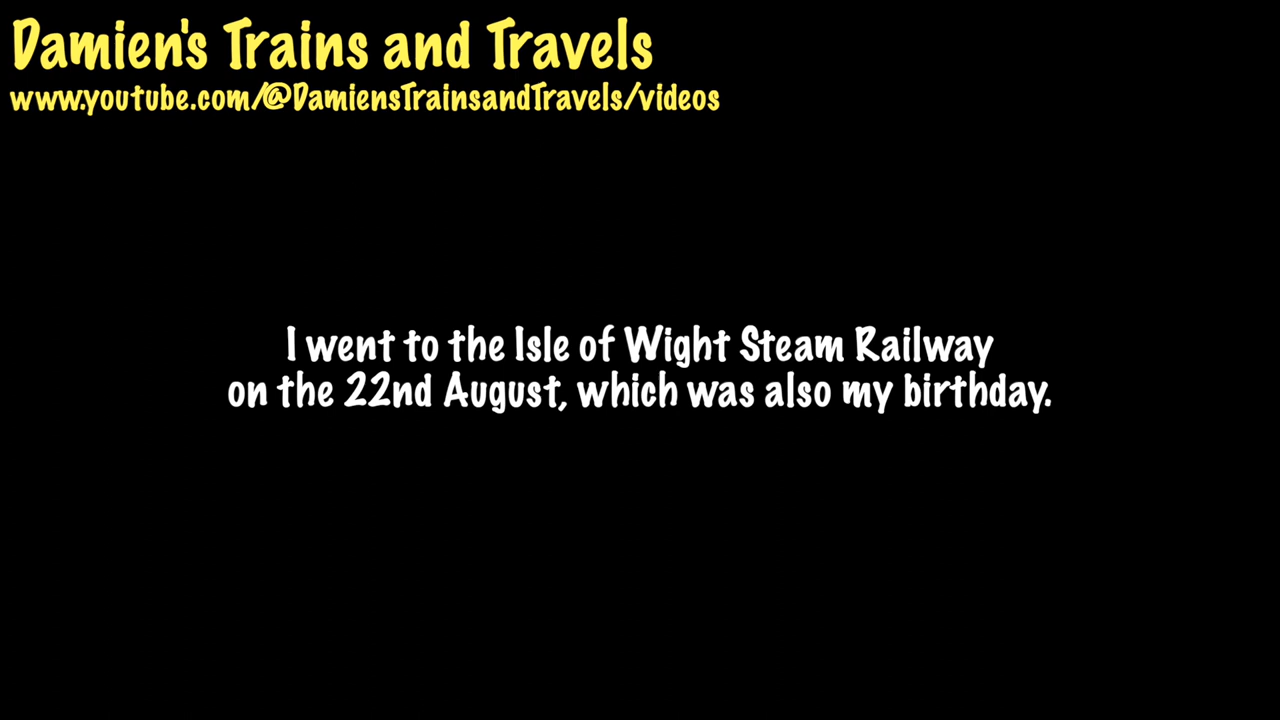 Damien's Trains and Travels
www.youtube.com/@DamiensTrainsandTravels/videos
I went to the Isle of Wight Steam Railway
on the 22nd August, which was also my birthday.